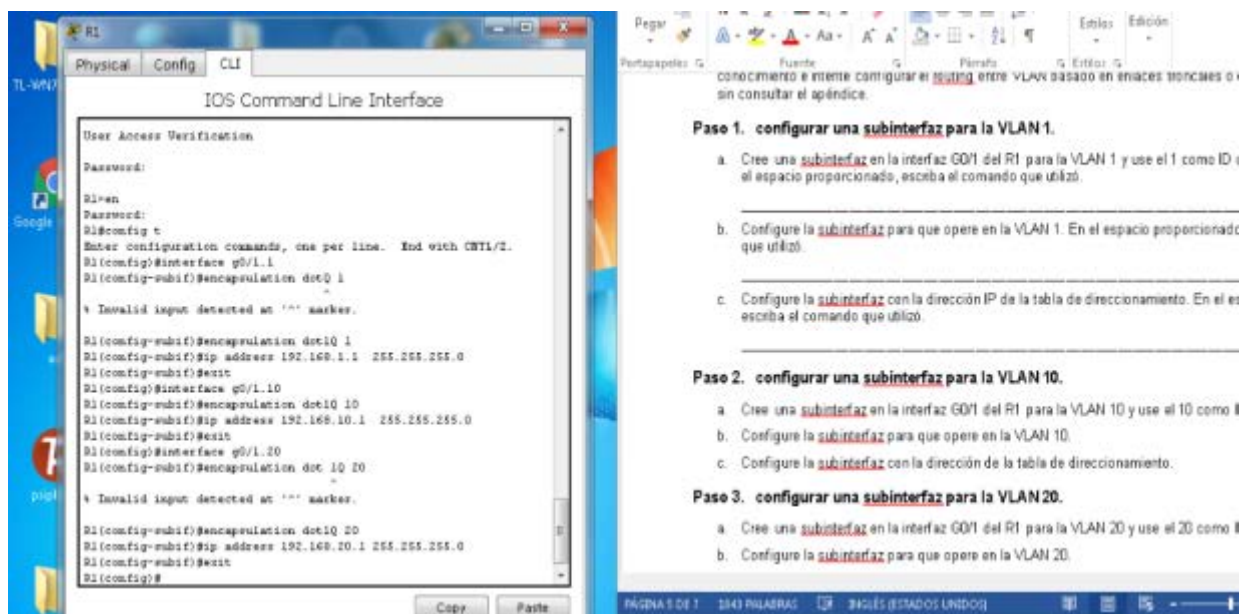 R1
Physical Config CLI
IOS Command Line Interface
User Access Verification
Password:
R1>en
Password:
R1#config t
Enter configuration commands, one per line. End with CNTL/Z.
R1(config)#interface g0/1.1
R1(config-subif)#encapsulation dotQ 1
^
% Invalid input detected at '^' marker.
R1(config-subif)#encapsulation dot1Q 1
R1(config-subif)#ip address 192.168.1.1 255.255.255.0
R1(config-subif)#exit
R1(config)#interface g0/1.10
R1(config-subif)#encapsulation dot1Q 10
R1(config-subif)#ip address 192.168.10.1 255.255.255.0
R1(config-subif)#exit
R1(config)#interface g0/1.20
R1(config-subif)#encapsulation dot 1Q 20
^
% Invalid input detected at '^' marker.
R1(config-subif)#encapsulation dot1Q 20
R1(config-subif)#ip address 192.168.20.1 255.255.255.0
R1(config-subif)#exit
R1(config)#
Copy Paste
TL-WN7
Google
Pegar
Estilos Edición
Portapapeles Fuente Párrafo Estilos
conocimiento e intente configurar el routing entre VLAN basado en enlaces troncales o
sin consultar el apéndice.
Paso 1. configurar una subinterfaz para la VLAN 1.
a. Cree una subinterfaz en la interfaz G0/1 del R1 para la VLAN 1 y use el 1 como ID
el espacio proporcionado, escriba el comando que utilizó.
b. Configure la subinterfaz para que opere en la VLAN 1. En el espacio proporcionado
que utilizó.
c. Configure la subinterfaz con la dirección IP de la tabla de direccionamiento. En el es
escriba el comando que utilizó.
Paso 2. configurar una subinterfaz para la VLAN 10.
a. Cree una subinterfaz en la interfaz G0/1 del R1 para la VLAN 10 y use el 10 como I
b. Configure la subinterfaz para que opere en la VLAN 10.
c. Configure la subinterfaz con la dirección de la tabla de direccionamiento.
Paso 3. configurar una subinterfaz para la VLAN 20.
a. Cree una subinterfaz en la interfaz G0/1 del R1 para la VLAN 20 y use el 20 como I
b. Configure la subinterfaz para que opere en la VLAN 20.
PÁGINA 5 DE 7 1843 PALABRAS INGLÉS (ESTADOS UNIDOS)